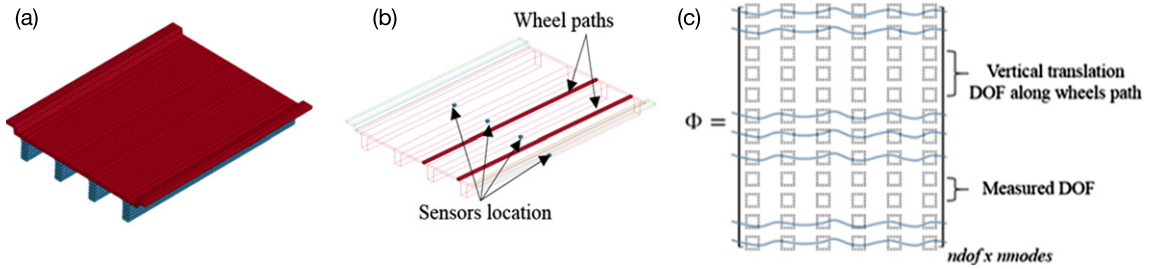 (a)
(b)
Wheel paths
Sensors location
(c)
Φ =
Vertical translation
DOF along wheels path
Measured DOF
ndof x nmodes